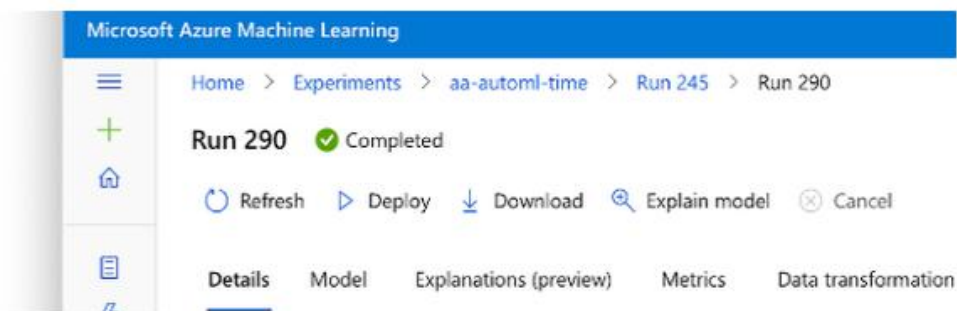 Microsoft Azure Machine Learning
Home > Experiments > aa-automl-time > Run 245 > Run 290
Run 290 Completed
Refresh Deploy Download Explain model Cancel
Details Model Explanations (preview) Metrics Data transformation